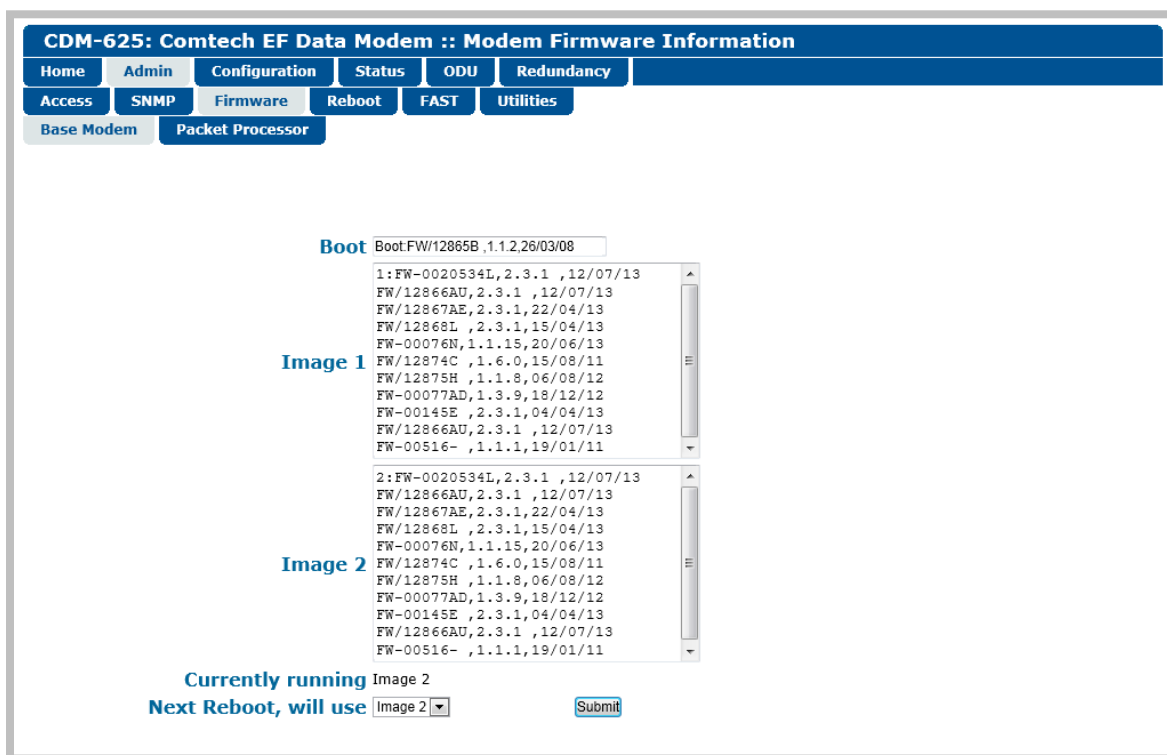 CDM-625: Comtech EF Data Modem :: Modem Firmware Information
Home Admin Configuration Status ODU Redundancy
Access SNMP Firmware Reboot FAST Utilities
Base Modem Packet Processor
Boot Boot:FW/12865B ,1.1.2,26/03/08
1:FW-0020534L,2.3.1 ,12/07/13
FW/12866AU,2.3.1 ,12/07/13
FW/12867AE,2.3.1,22/04/13
FW/12868L ,2.3.1,15/04/13
FW-00076N,1.1.15,20/06/13
Image 1 FW/12874C ,1.6.0,15/08/11
FW/12875H ,1.1.8,06/08/12
FW-00077AD,1.3.9,18/12/12
FW-00145E ,2.3.1,04/04/13
FW/12866AU,2.3.1 ,12/07/13
FW-00516- ,1.1.1,19/01/11
2:FW-0020534L,2.3.1 ,12/07/13
FW/12866AU,2.3.1 ,12/07/13
FW/12867AE,2.3.1,22/04/13
FW/12868L ,2.3.1,15/04/13
FW-00076N,1.1.15,20/06/13
Image 2 FW/12874C ,1.6.0,15/08/11
FW/12875H ,1.1.8,06/08/12
FW-00077AD,1.3.9,18/12/12
FW-00145E ,2.3.1,04/04/13
FW/12866AU,2.3.1 ,12/07/13
FW-00516- ,1.1.1,19/01/11
Currently running Image 2
Next Reboot, will use Image 2 Submit